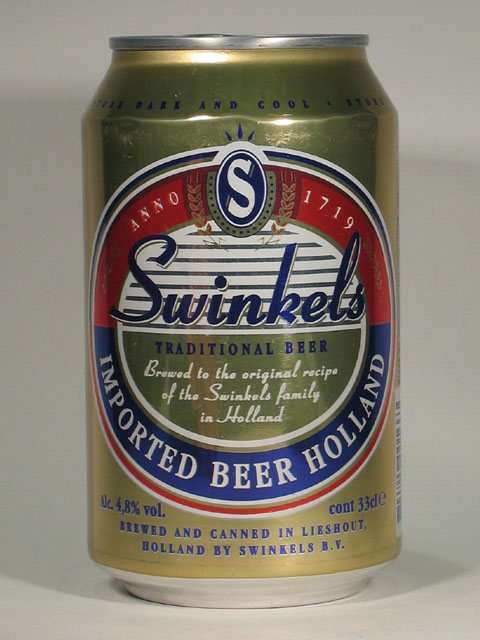 DARK AND COOL • STORE
S
ANNO 1719
Swinkels
TRADITIONAL BEER
Brewed to the original recipe
of the Swinkels family
in Holland
IMPORTED BEER HOLLAND
Alc. 4,8% vol.
cont 33cl e
BREWED AND CANNED IN LIESHOUT,
HOLLAND BY SWINKELS B.V.